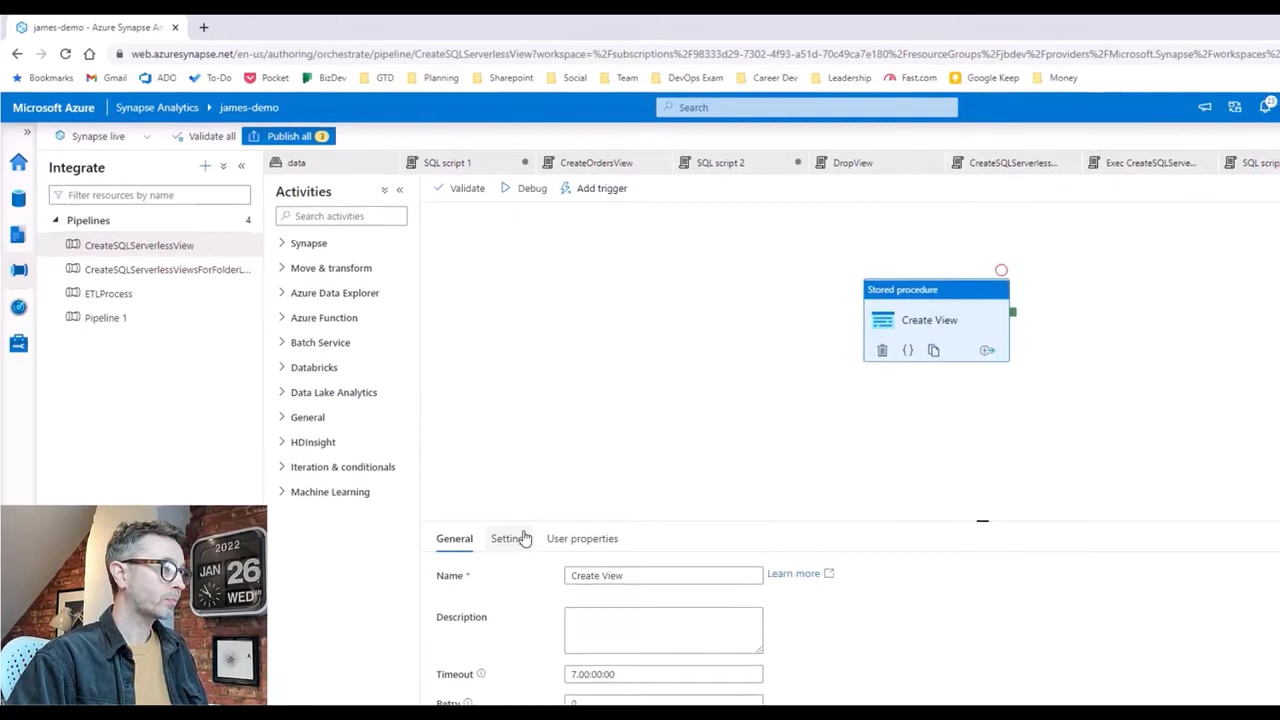 james-demo - Azure Synapse An
web.azuresynapse.net/en-us/authoring/orchestrate/pipeline/CreateSQLServerlessView?workspace=%2Fsubscriptions%2F98333d29-7302-4f93-a51d-70c49ca7e180%2FresourceGroups%2Fjbdev%2Fproviders%2FMicrosoft.Synapse%2Fworkspaces%
Bookmarks Gmail ADO To-Do Pocket BizDev GTD Planning Sharepoint Social Team DevOps Exam Career Dev Leadership Fast.com Google Keep Money
Microsoft Azure Synapse Analytics james-demo Search
Synapse live Validate all Publish all 3
Integrate
Filter resources by name
Pipelines 4
CreateSQLServerlessView
CreateSQLServerlessViewsForFolderL...
ETLProcess
Pipeline 1
data SQL script 1 CreateOrdersView SQL script 2 DropView CreateSQLServerless... Exec CreateSQLServe... SQL scrip
Activities
Search activities
Synapse
Move & transform
Azure Data Explorer
Azure Function
Batch Service
Databricks
Data Lake Analytics
General
HDInsight
Iteration & conditionals
Machine Learning
Validate Debug Add trigger
Stored procedure
Create View
General Settings User properties
Name * Create View Learn more
Description
Timeout 7.00:00:00
Retry 0
2022
JAN 26
WED